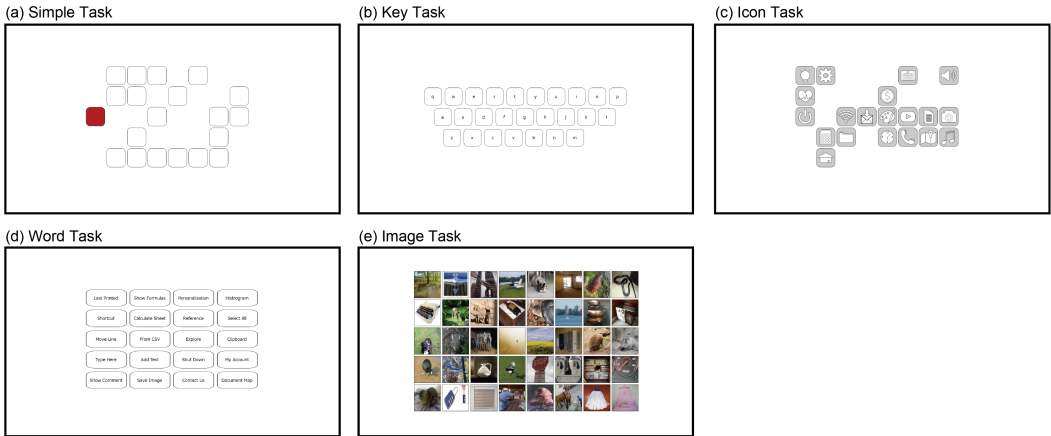 (a) Simple Task
(b) Key Task
(c) Icon Task
q w e r t y u i o p
a s d f g h j k l
z x c v b n m
(d) Word Task
(e) Image Task
Last Printed Show Formulas Personalization Histrogram
Shortcut Calculate Sheet Reference Select All
Move Line From CSV Explore Clipboard
Type Here Add Text Shut Down My Account
Show Comment Save Image Contact Us Document Map